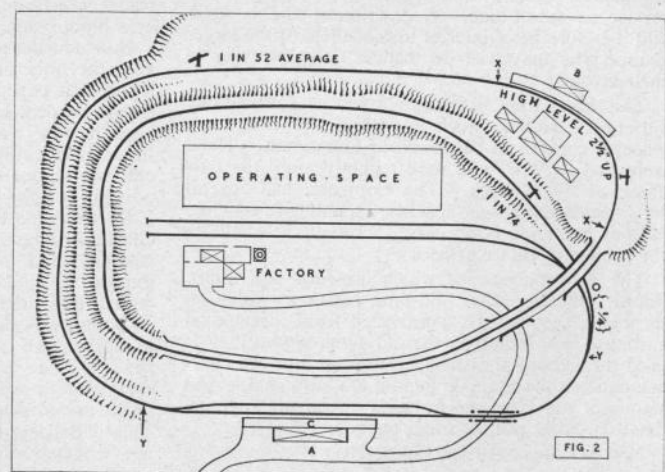 1 IN 52 AVERAGE
X
B
HIGH LEVEL 2½" UP
OPERATING · SPACE
1 IN 74
X
FACTORY
Y
Y
C
A
FIG. 2